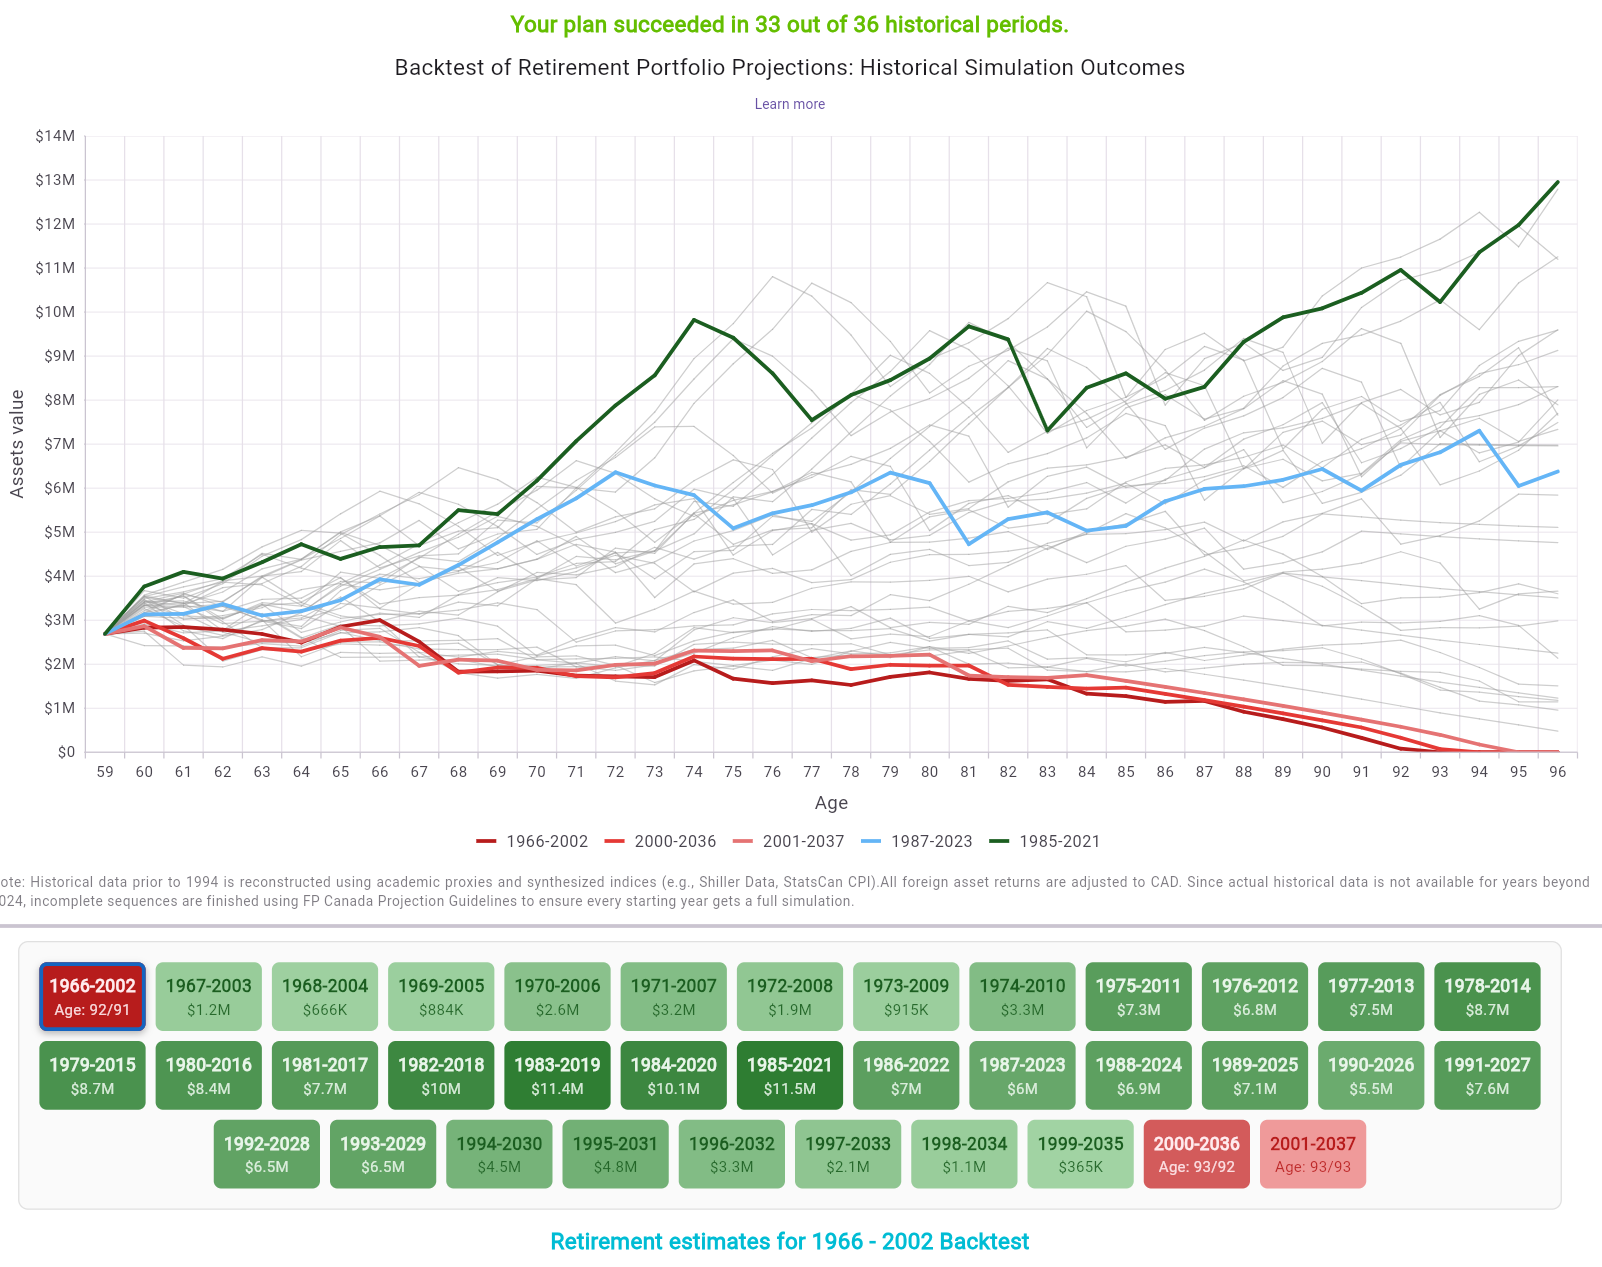 Your plan succeeded in 33 out of 36 historical periods.
Backtest of Retirement Portfolio Projections: Historical Simulation Outcomes
Learn more
$14M
$13M
$12M
$11M
$10M
$9M
$8M
$7M
$6M
$5M
$4M
$3M
$2M
$1M
$0
Assets value
59 60 61 62 63 64 65 66 67 68 69 70 71 72 73 74 75 76 77 78 79 80 81 82 83 84 85 86 87 88 89 90 91 92 93 94 95 96
Age
1966-2002 2000-2036 2001-2037 1987-2023 1985-2021
ote: Historical data prior to 1994 is reconstructed using academic proxies and synthesized indices (e.g., Shiller Data, StatsCan CPI).All foreign asset returns are adjusted to CAD. Since actual historical data is not available for years beyond
024, incomplete sequences are finished using FP Canada Projection Guidelines to ensure every starting year gets a full simulation.
1966-2002 1967-2003 1968-2004 1969-2005 1970-2006 1971-2007 1972-2008 1973-2009 1974-2010 1975-2011 1976-2012 1977-2013 1978-2014
Age: 92/91 $1.2M $666K $884K $2.6M $3.2M $1.9M $915K $3.3M $7.3M $6.8M $7.5M $8.7M
1979-2015 1980-2016 1981-2017 1982-2018 1983-2019 1984-2020 1985-2021 1986-2022 1987-2023 1988-2024 1989-2025 1990-2026 1991-2027
$8.7M $8.4M $7.7M $10M $11.4M $10.1M $11.5M $7M $6M $6.9M $7.1M $5.5M $7.6M
1992-2028 1993-2029 1994-2030 1995-2031 1996-2032 1997-2033 1998-2034 1999-2035 2000-2036 2001-2037
$6.5M $6.5M $4.5M $4.8M $3.3M $2.1M $1.1M $365K Age: 93/92 Age: 93/93
Retirement estimates for 1966 - 2002 Backtest